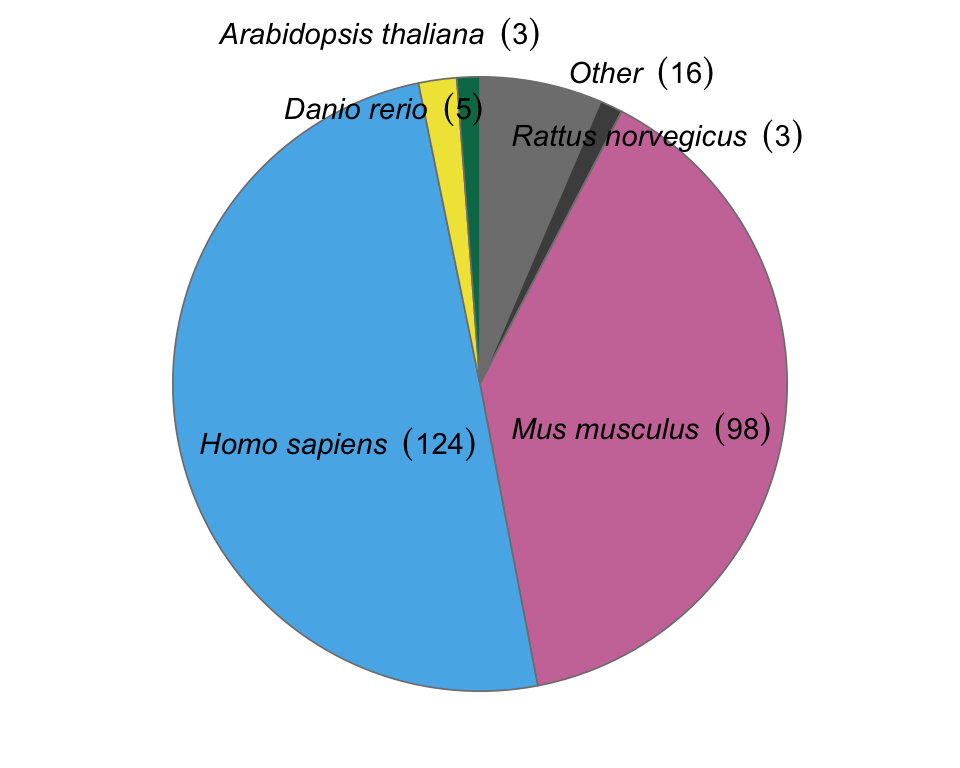 Arabidopsis thaliana (3)
Other (16)
Danio rerio (5)
Rattus norvegicus (3)
Mus musculus (98)
Homo sapiens (124)